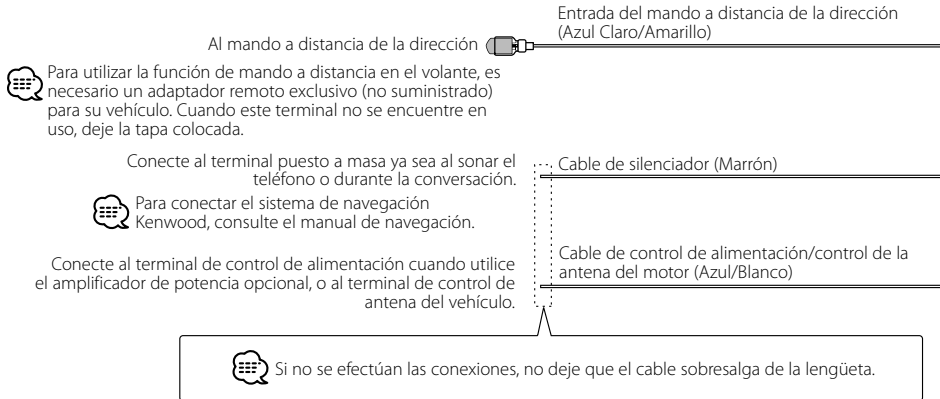 Entrada del mando a distancia de la dirección
(Azul Claro/Amarillo)
Al mando a distancia de la dirección
Para utilizar la función de mando a distancia en el volante, es
necesario un adaptador remoto exclusivo (no suministrado)
para su vehículo. Cuando este terminal no se encuentre en
uso, deje la tapa colocada.
Conecte al terminal puesto a masa ya sea al sonar el
teléfono o durante la conversación.
Cable de silenciador (Marrón)
Para conectar el sistema de navegación
Kenwood, consulte el manual de navegación.
Conecte al terminal de control de alimentación cuando utilice
el amplificador de potencia opcional, o al terminal de control de
antena del vehículo.
Cable de control de alimentación/control de la
antena del motor (Azul/Blanco)
Si no se efectúan las conexiones, no deje que el cable sobresalga de la lengüeta.